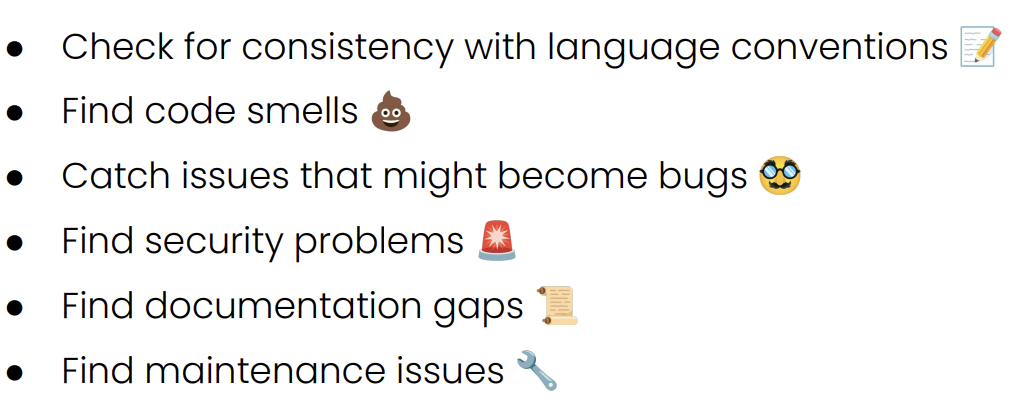 ● Check for consistency with language conventions 📝
● Find code smells 💩
● Catch issues that might become bugs 🥸
● Find security problems 🚨
● Find documentation gaps 📜
● Find maintenance issues 🔧